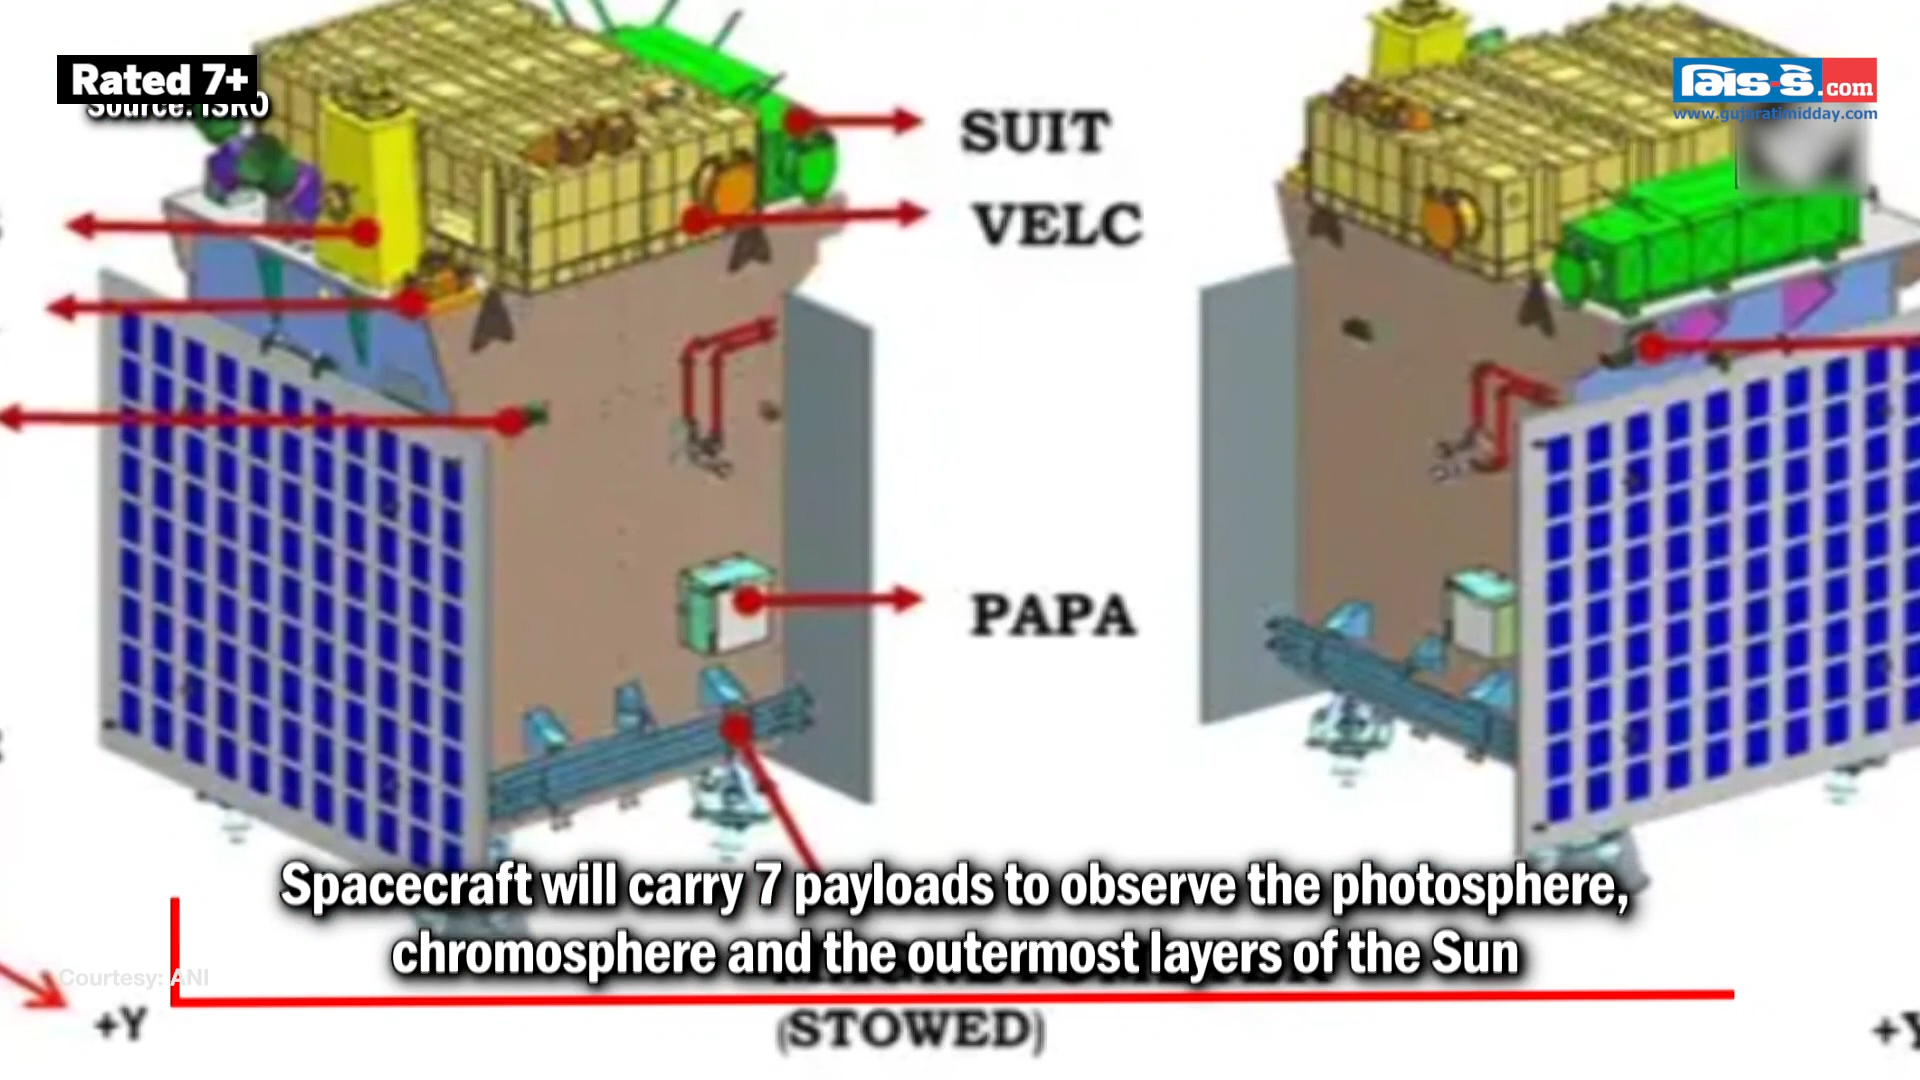 Rated 7+
Source: ISRO
મિડ-ડે.com
www.gujaratimidday.com
SUIT
VELC
PAPA
Spacecraft will carry 7 payloads to observe the photosphere,
chromosphere and the outermost layers of the Sun
Courtesy: ANI
+Y
(STOWED)
+Y